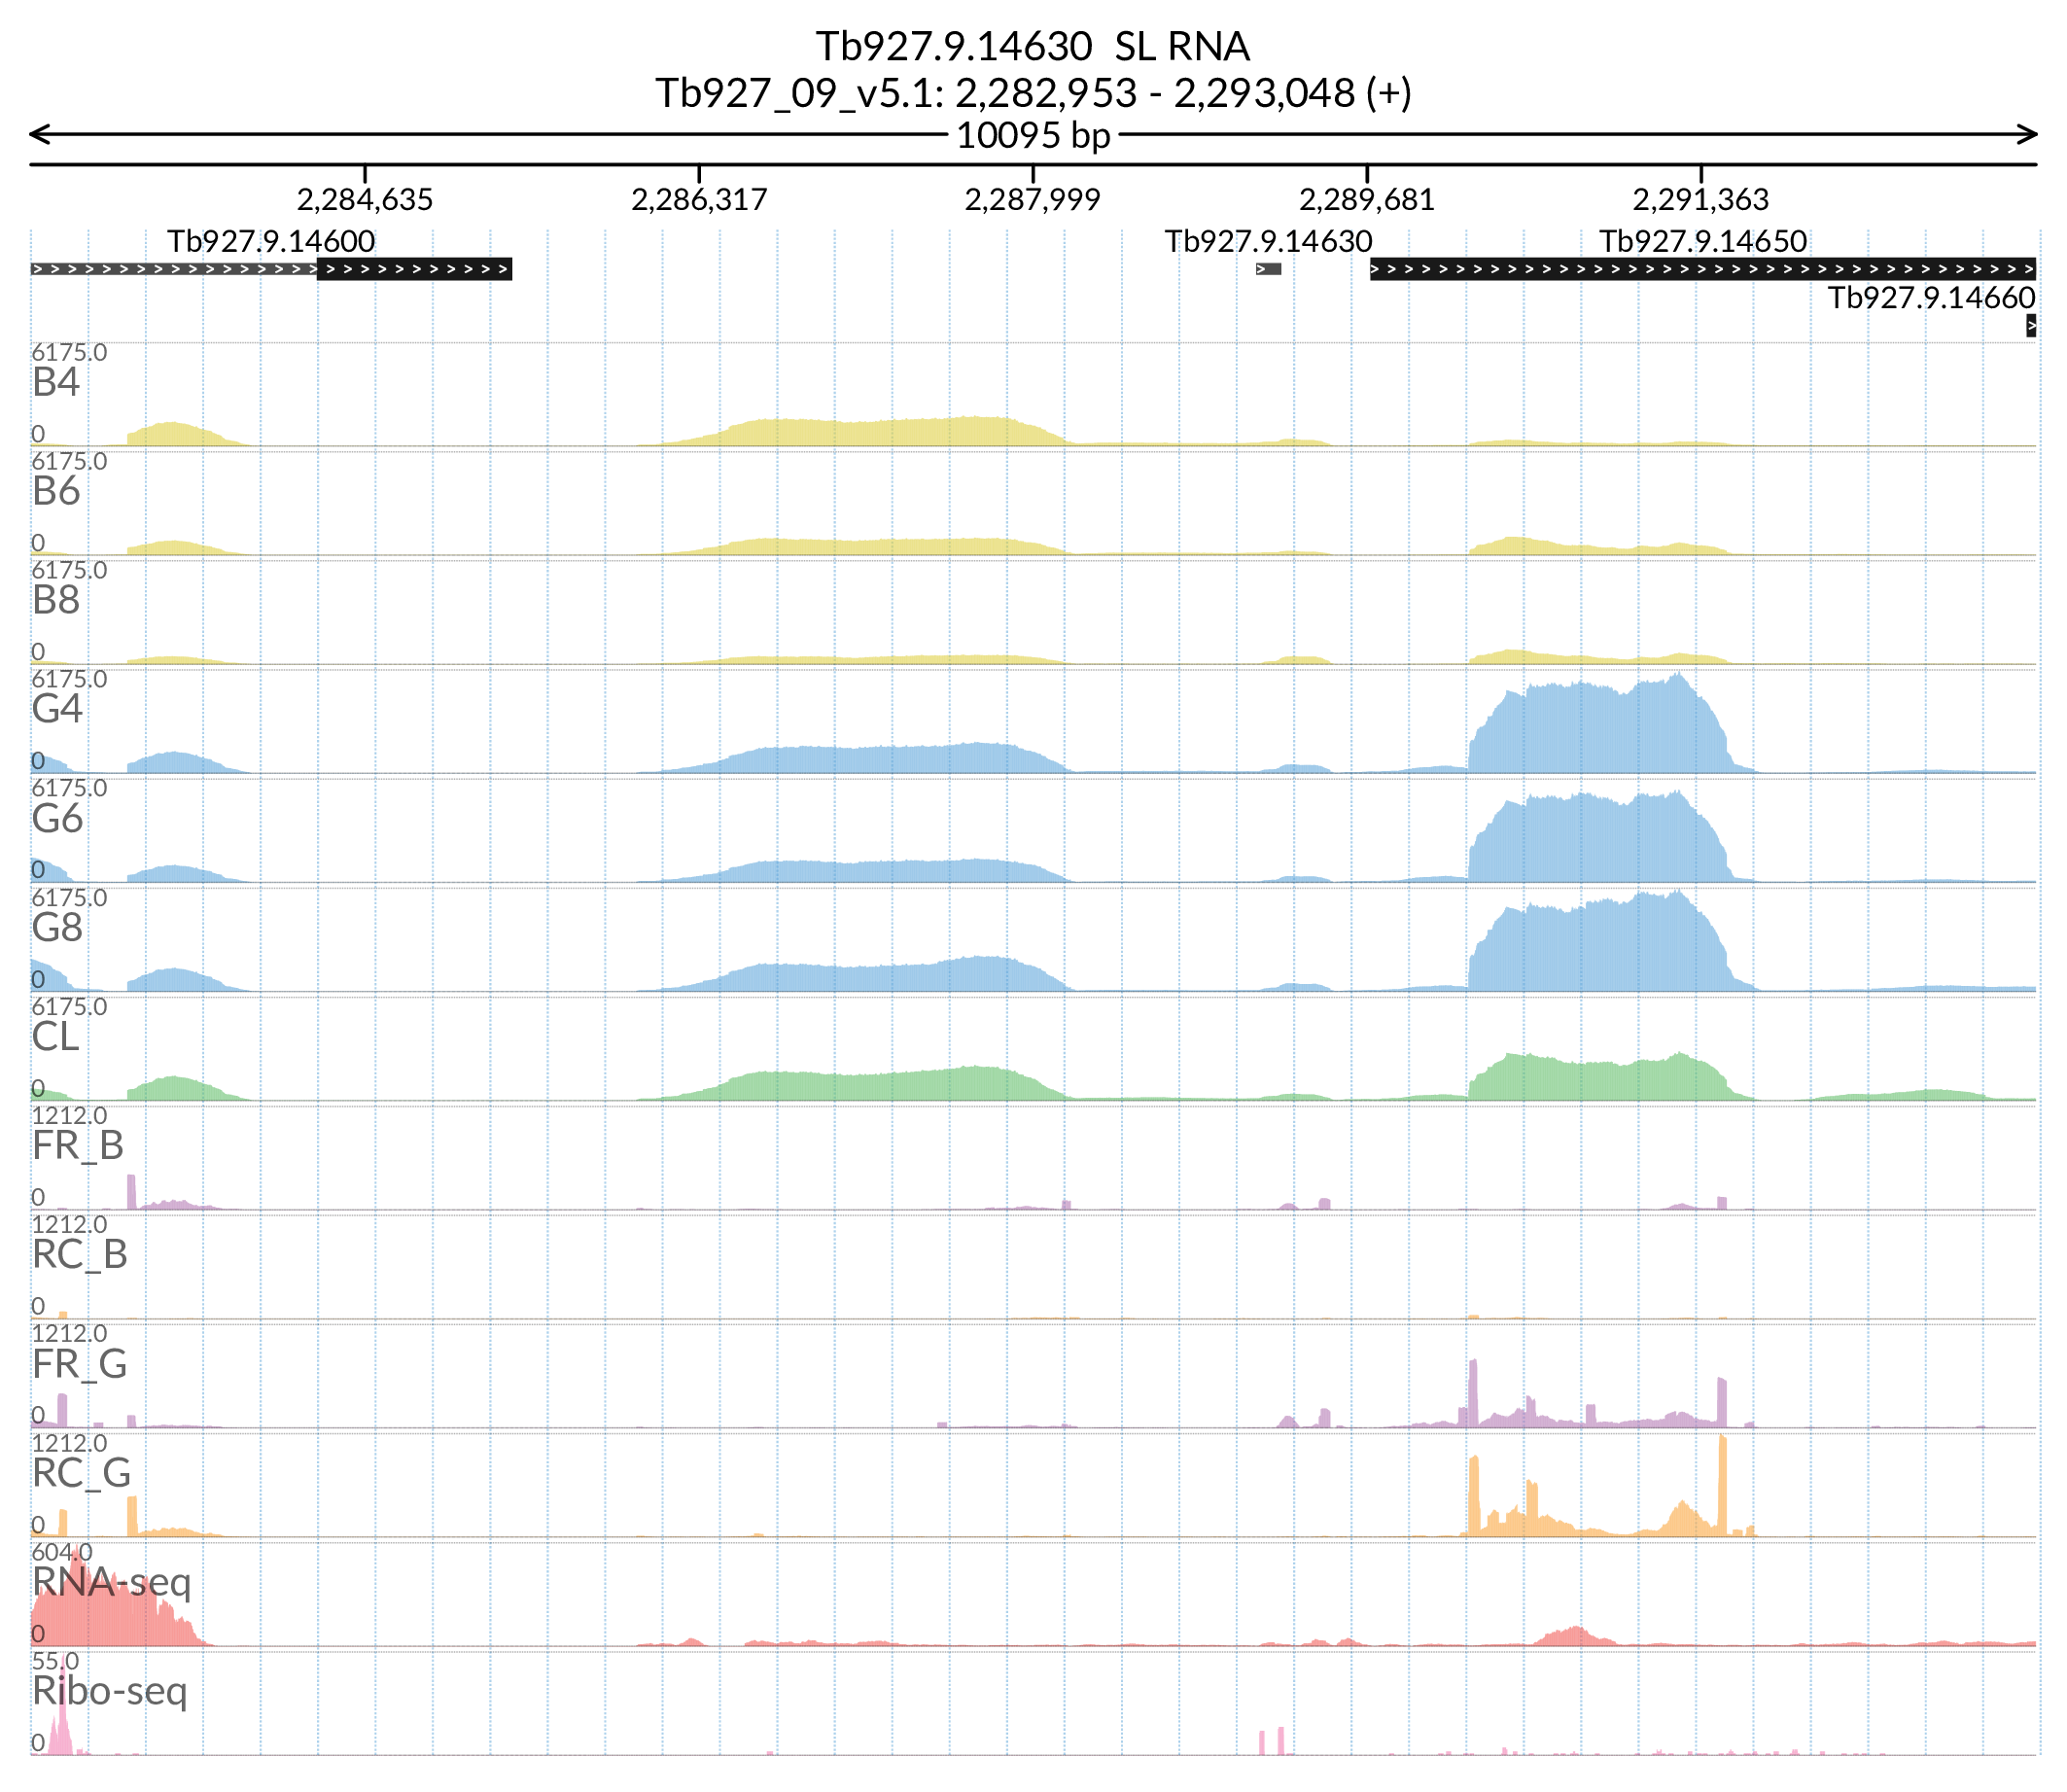 Tb927.9.14630  SL RNA
Tb927_09_v5.1: 2,282,953 - 2,293,048 (+)
10095 bp
2,284,635 2,286,317 2,287,999 2,289,681 2,291,363
Tb927.9.14600 Tb927.9.14630 Tb927.9.14650
Tb927.9.14660
6175.0
B4
0
6175.0
B6
0
6175.0
B8
0
6175.0
G4
0
6175.0
G6
0
6175.0
G8
0
6175.0
CL
0
1212.0
FR_B
0
1212.0
RC_B
0
1212.0
FR_G
0
1212.0
RC_G
0
604.0
RNA-seq
0
55.0
Ribo-seq
0